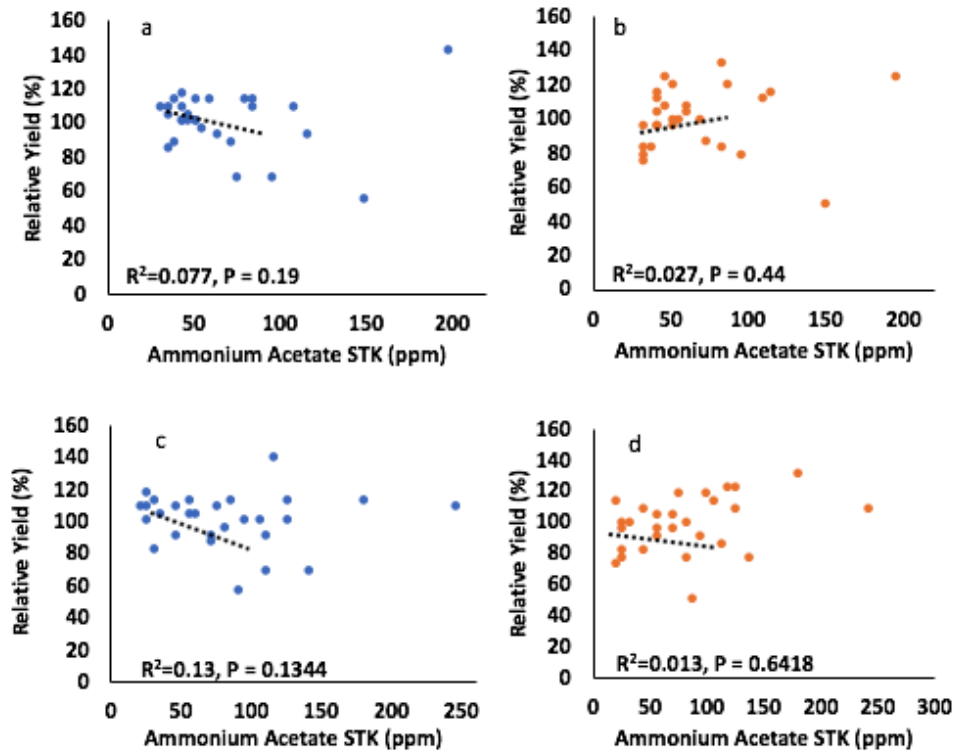 160
140
120
100
80
60
40
20
0
Relative Yield (%)
a
R²=0.077, P = 0.19
0 50 100 150 200
Ammonium Acetate STK (ppm)
160
140
120
100
80
60
40
20
0
Relative Yield (%)
b
R²=0.027, P = 0.44
0 50 100 150 200
Ammonium Acetate STK (ppm)
160
140
120
100
80
60
40
20
0
Relative Yield (%)
c
R²=0.13, P = 0.1344
0 50 100 150 200 250
Ammonium Acetate STK (ppm)
160
140
120
100
80
60
40
20
0
Relative Yield (%)
d
R²=0.013, P = 0.6418
0 50 100 150 200 250 300
Ammonium Acetate STK (ppm)